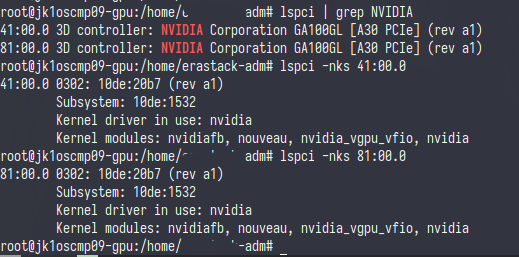 root@jk1oscmp09-gpu:/home/ adm# lspci | grep NVIDIA
41:00.0 3D controller: NVIDIA Corporation GA100GL [A30 PCIe] (rev a1)
81:00.0 3D controller: NVIDIA Corporation GA100GL [A30 PCIe] (rev a1)
root@jk1oscmp09-gpu:/home/erastack-adm# lspci -nks 41:00.0
41:00.0 0302: 10de:20b7 (rev a1)
Subsystem: 10de:1532
Kernel driver in use: nvidia
Kernel modules: nvidiafb, nouveau, nvidia_vgpu_vfio, nvidia
root@jk1oscmp09-gpu:/home/ adm# lspci -nks 81:00.0
81:00.0 0302: 10de:20b7 (rev a1)
Subsystem: 10de:1532
Kernel driver in use: nvidia
Kernel modules: nvidiafb, nouveau, nvidia_vgpu_vfio, nvidia
root@jk1oscmp09-gpu:/home/ -adm#